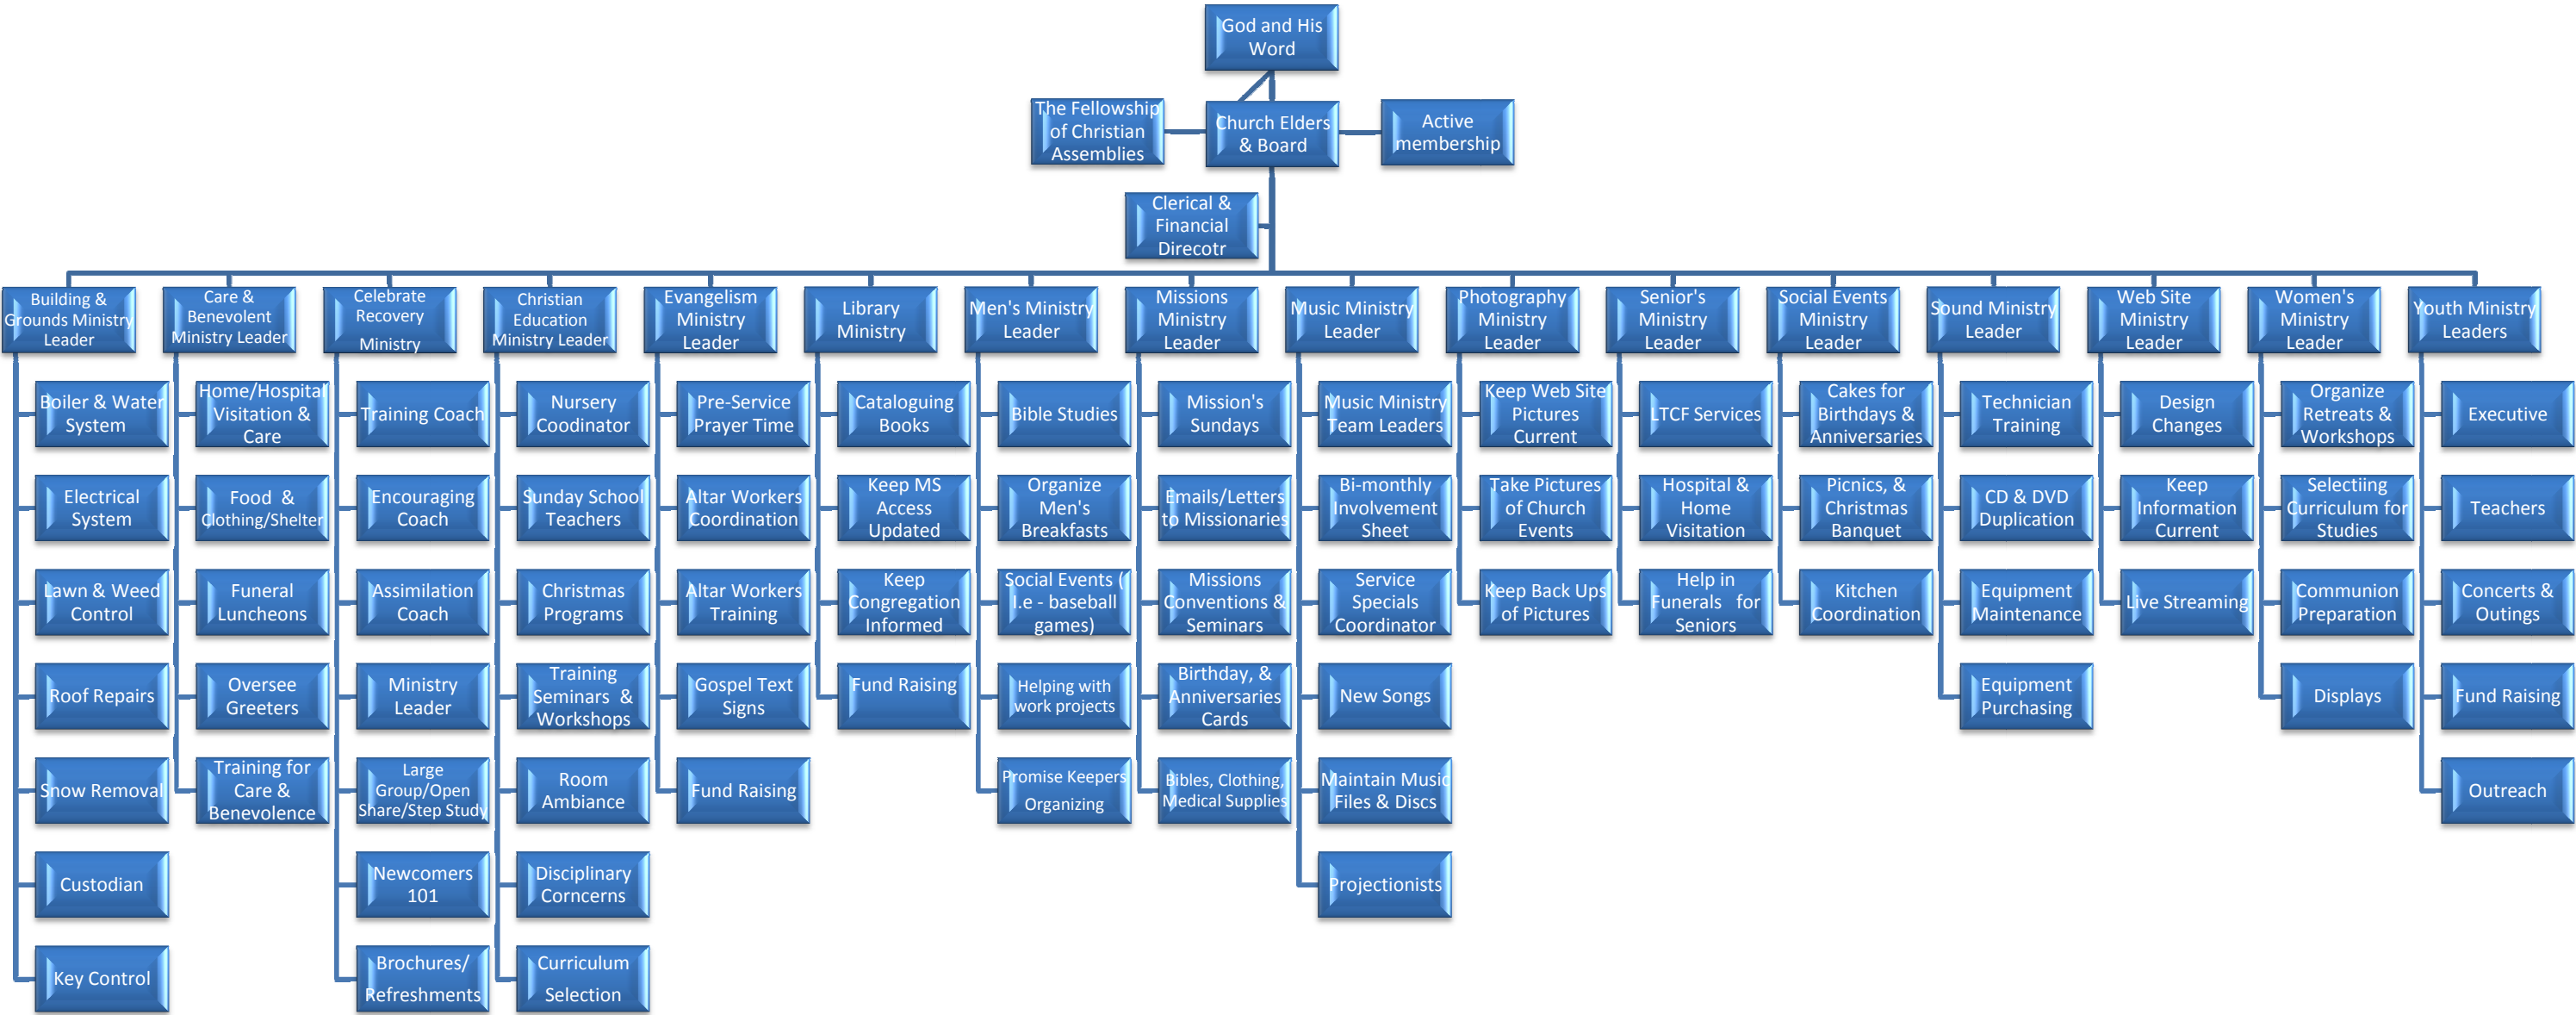 God and His
Word
The Fellowship
of Christian
Assemblies
Church Elders
& Board
Active
membership
Clerical &
Financial
Direcotr
Building &
Grounds Ministry
Leader
Care &
Benevolent
Ministry Leader
Celebrate
Recovery
Ministry
Christian
Education
Ministry Leader
Evangelism
Ministry
Leader
Library
Ministry
Men's Ministry
Leader
Missions
Ministry
Leader
Music Ministry
Leader
Photography
Ministry
Leader
Senior's
Ministry
Leader
Social Events
Ministry
Leader
Sound Ministry
Leader
Web Site
Ministry
Leader
Women's
Ministry
Leader
Youth Ministry
Leaders
Boiler & Water
System
Electrical
System
Lawn & Weed
Control
Roof Repairs
Snow Removal
Custodian
Key Control
Home/Hospital
Visitation &
Care
Food &
Clothing/Shelter
Funeral
Luncheons
Oversee
Greeters
Training for
Care &
Benevolence
Training Coach
Encouraging
Coach
Assimilation
Coach
Ministry
Leader
Large
Group/Open
Share/Step Study
Newcomers
101
Brochures/
Refreshments
Nursery
Coodinator
Sunday School
Teachers
Christmas
Programs
Training
Seminars &
Workshops
Room
Ambiance
Disciplinary
Corncerns
Curriculum
Selection
Pre-Service
Prayer Time
Altar Workers
Coordination
Altar Workers
Training
Gospel Text
Signs
Fund Raising
Cataloguing
Books
Keep MS
Access
Updated
Keep
Congregation
Informed
Fund Raising
Bible Studies
Organize
Men's
Breakfasts
Social Events (
I.e - baseball
games)
Helping with
work projects
Promise Keepers
Organizing
Mission's
Sundays
Emails/Letters
to Missionaries
Missions
Conventions &
Seminars
Birthday, &
Anniversaries
Cards
Bibles, Clothing,
Medical Supplies
Music Ministry
Team Leaders
Bi-monthly
Involvement
Sheet
Service
Specials
Coordinator
New Songs
Maintain Music
Files & Discs
Projectionists
Keep Web Site
Pictures
Current
Take Pictures
of Church
Events
Keep Back Ups
of Pictures
LTCF Services
Hospital &
Home
Visitation
Help in
Funerals for
Seniors
Cakes for
Birthdays &
Anniversaries
Picnics, &
Christmas
Banquet
Kitchen
Coordination
Technician
Training
CD & DVD
Duplication
Equipment
Maintenance
Equipment
Purchasing
Design
Changes
Keep
Information
Current
Live Streaming
Organize
Retreats &
Workshops
Selectiing
Curriculum for
Studies
Communion
Preparation
Displays
Executive
Teachers
Concerts &
Outings
Fund Raising
Outreach